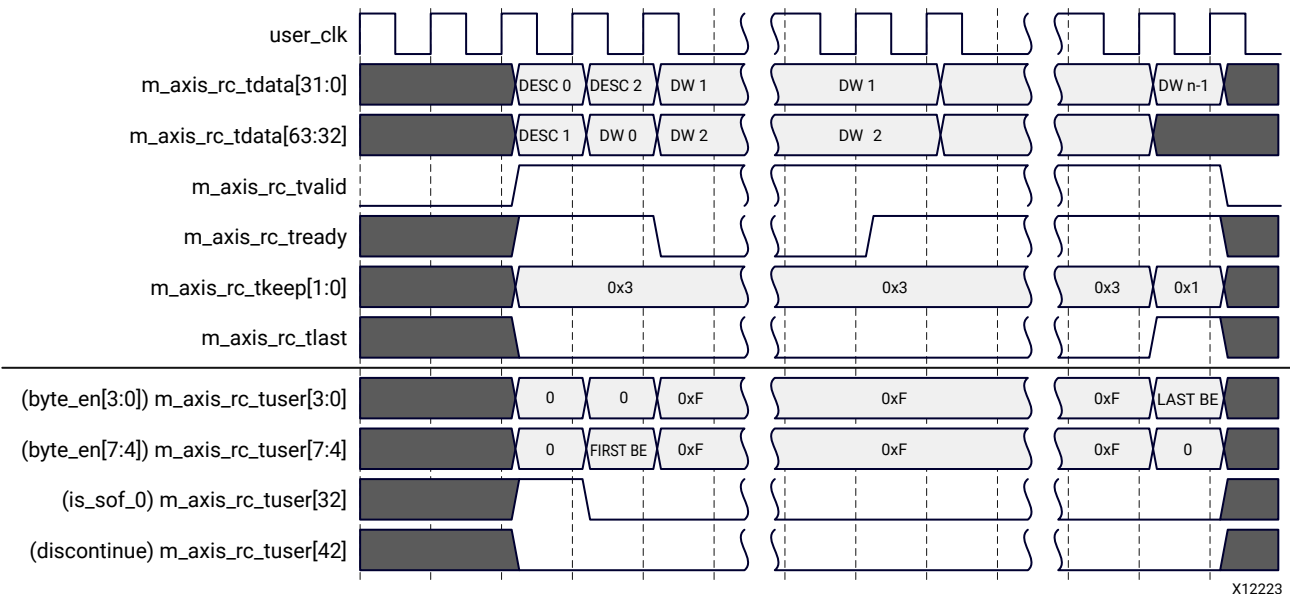 user_clk
m_axis_rc_tdata[31:0] DESC 0 DESC 2 DW 1 DW 1 DW n-1
m_axis_rc_tdata[63:32] DESC 1 DW 0 DW 2 DW 2
m_axis_rc_tvalid
m_axis_rc_tready
m_axis_rc_tkeep[1:0] 0x3 0x3 0x3 0x1
m_axis_rc_tlast
(byte_en[3:0]) m_axis_rc_tuser[3:0] 0 0 0xF 0xF 0xF LAST BE
(byte_en[7:4]) m_axis_rc_tuser[7:4] 0 FIRST BE 0xF 0xF 0xF 0
(is_sof_0) m_axis_rc_tuser[32]
(discontinue) m_axis_rc_tuser[42]
X12223